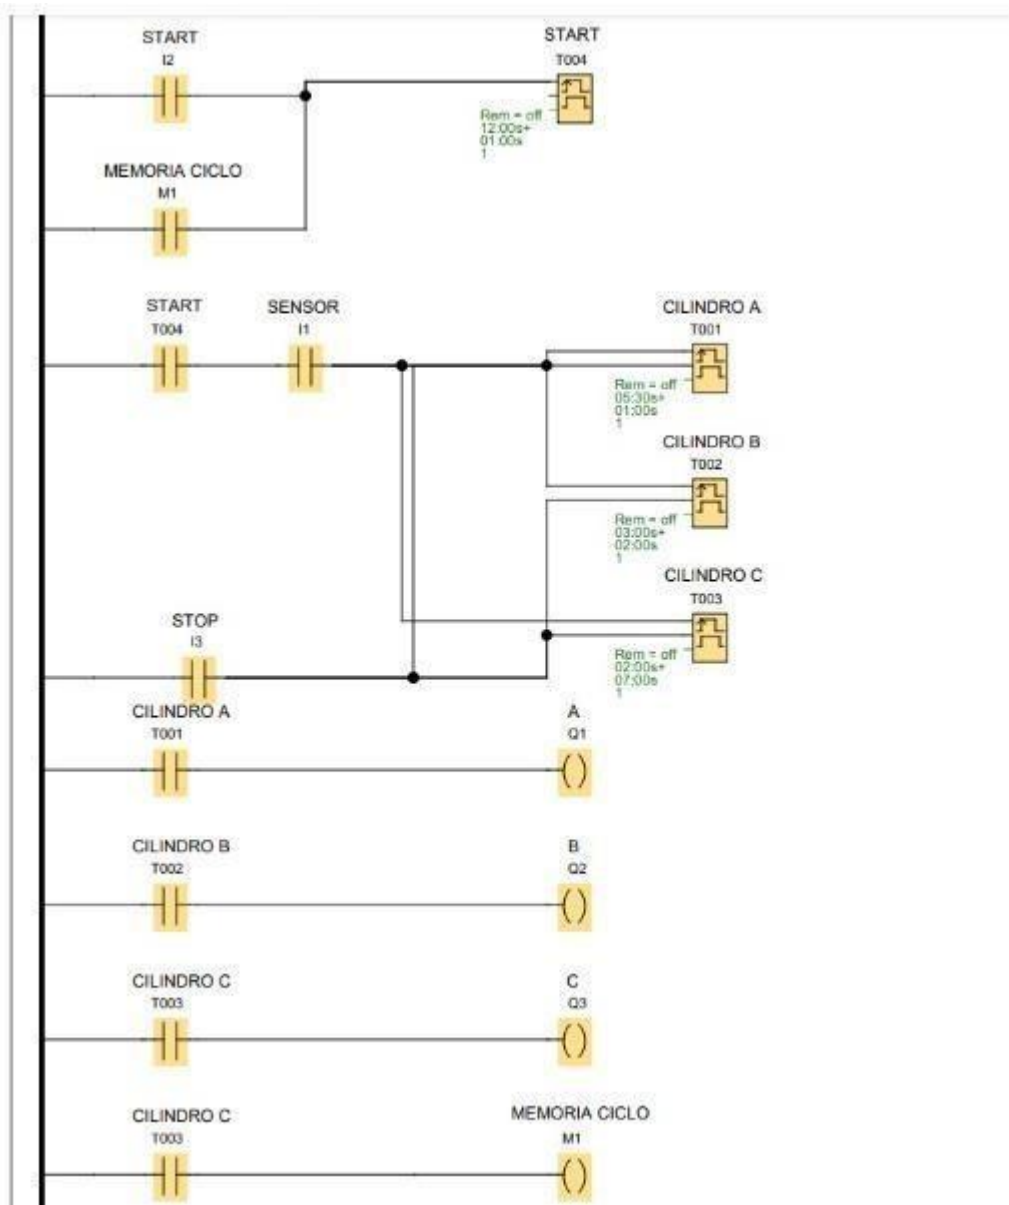 START
I2
START
T004
Rem = off
12:00s+
01:00s
1
MEMORIA CICLO
M1
START
T004
SENSOR
I1
CILINDRO A
T001
Rem = off
05:30s+
01:00s
1
CILINDRO B
T002
Rem = off
03:00s+
02:00s
1
CILINDRO C
T003
Rem = off
02:00s+
07:00s
1
STOP
I3
CILINDRO A
T001
A
Q1
CILINDRO B
T002
B
Q2
CILINDRO C
T003
C
Q3
CILINDRO C
T003
MEMORIA CICLO
M1